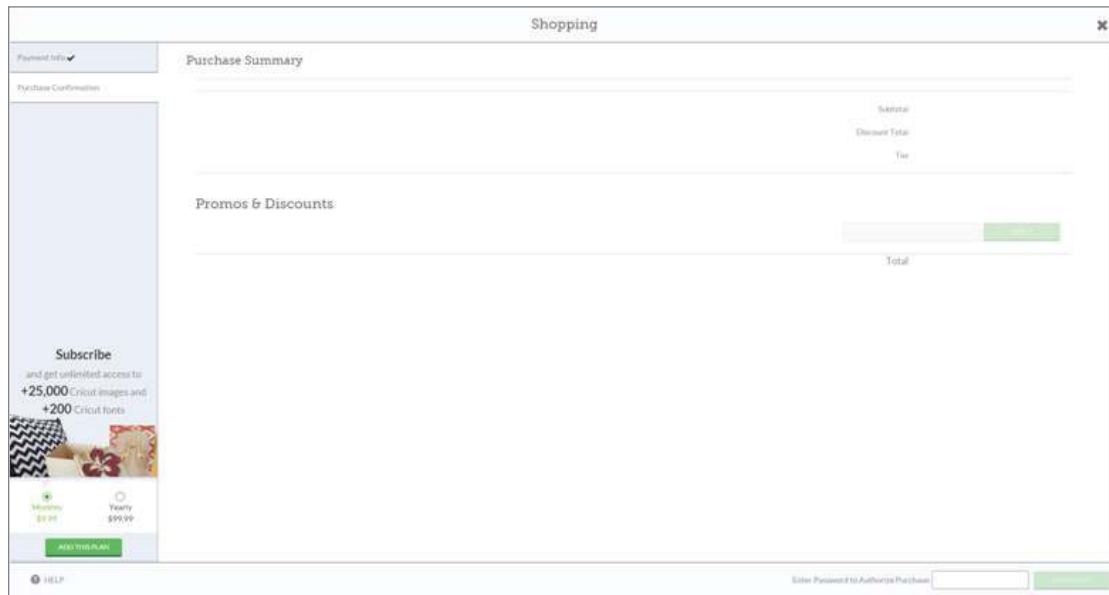 Shopping
Payment Info
Purchase Confirmation
Purchase Summary
Subtotal
Discount Total
Tax
Promos & Discounts
Total
Subscribe
and get unlimited access to
+25,000 Cricut images and
+200 Cricut fonts
Monthly Yearly
$9.99 $99.99
ADD THIS PLAN
HELP
Enter Password to Authorize Purchase: